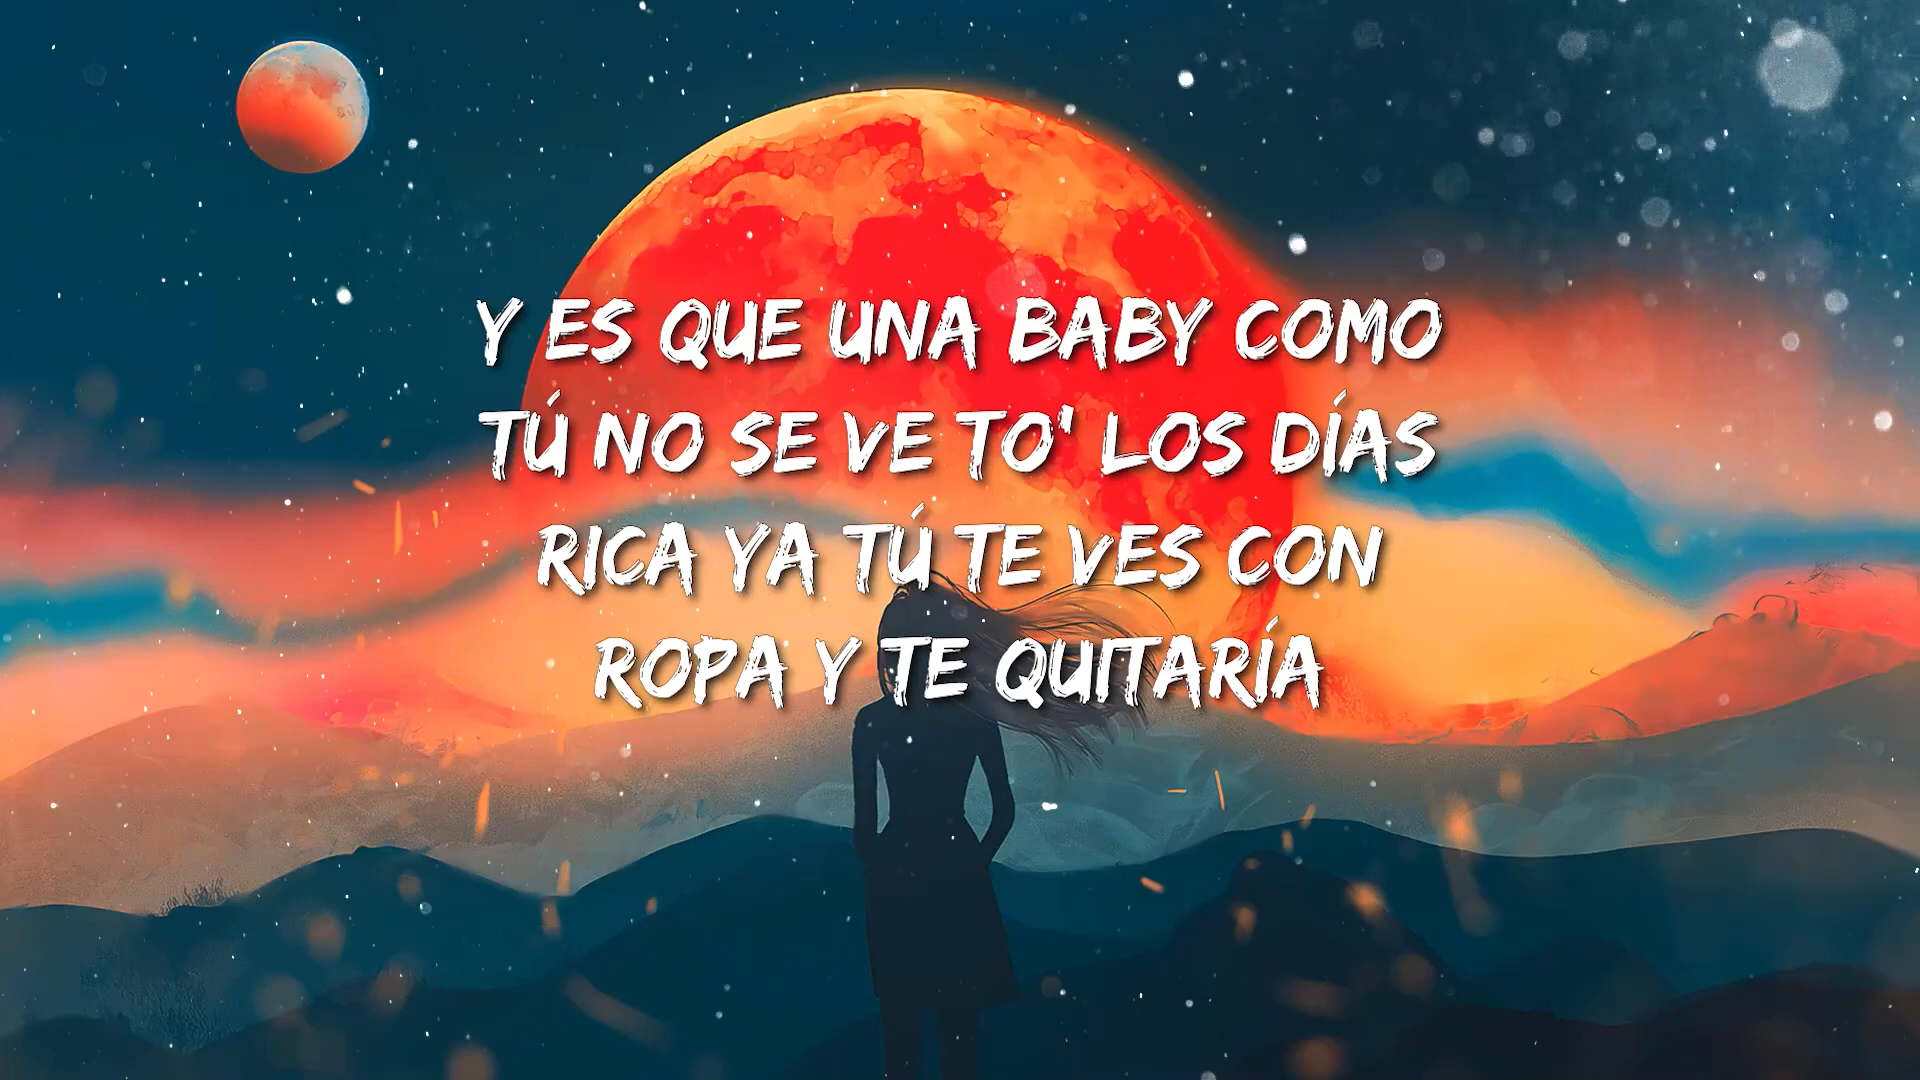 Y ES QUE UNA BABY COMO
TÚ NO SE VE TO' LOS DÍAS
RICA YA TÚ TE VES CON
ROPA Y TE QUITARÍA